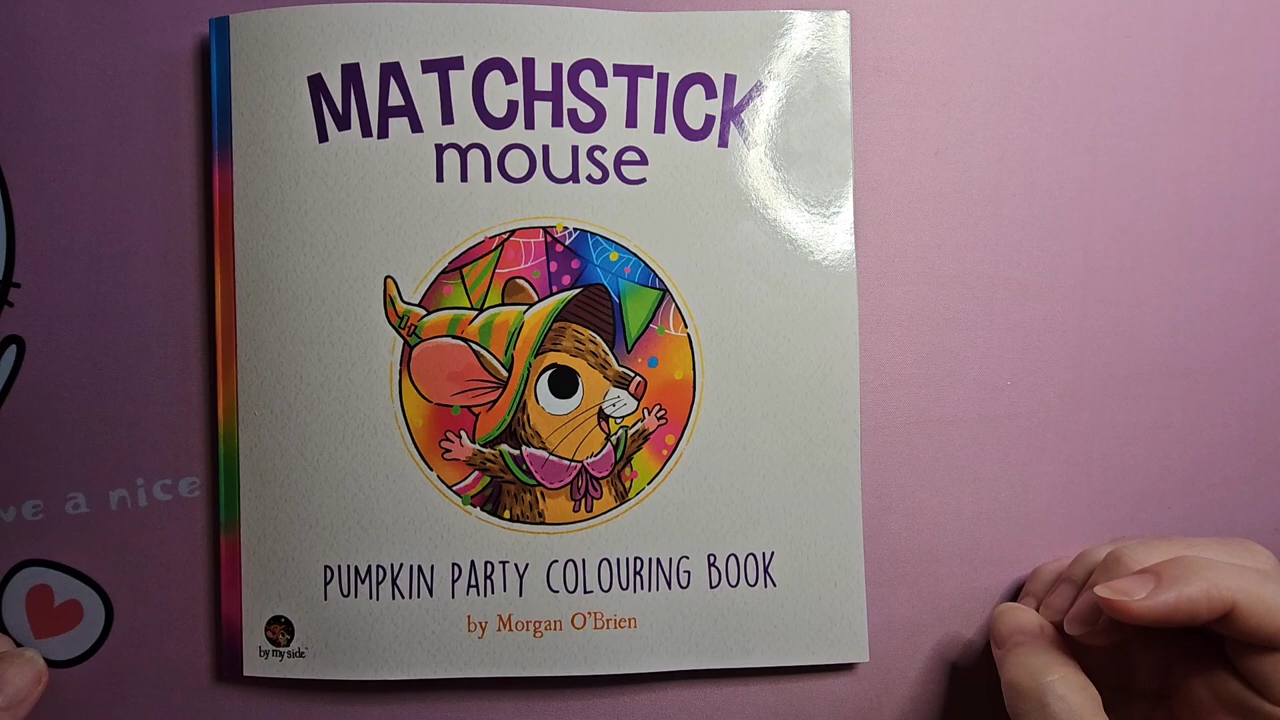 MATCHSTICK
mouse
PUMPKIN PARTY COLOURING BOOK
by Morgan O'Brien
by my side
ve a nice